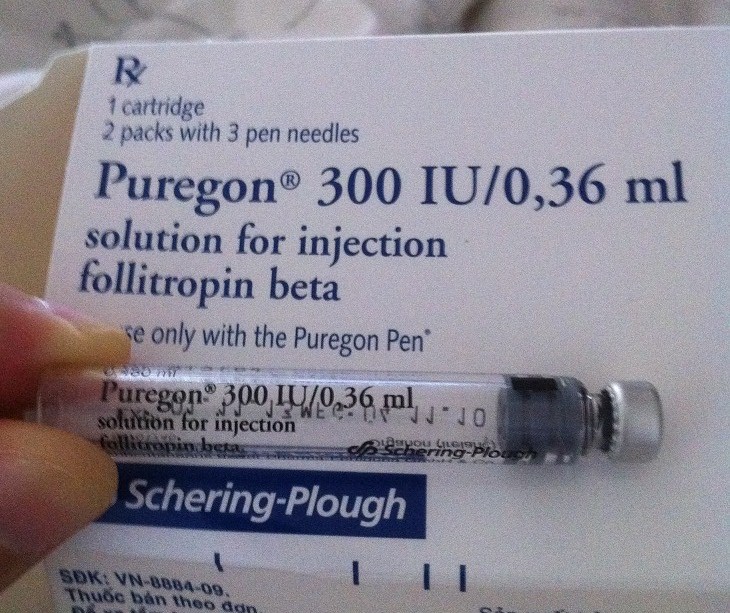 Rx
1 cartridge
2 packs with 3 pen needles
Puregon® 300 IU/0,36 ml
solution for injection
follitropin beta
se only with the Puregon Pen®
Puregon® 300 IU/0,36 ml
solution for injection
follitropin beta
Schering-Plough
Schering-Plough
SĐK: VN-8884-09.
Thuốc bán theo đơn.